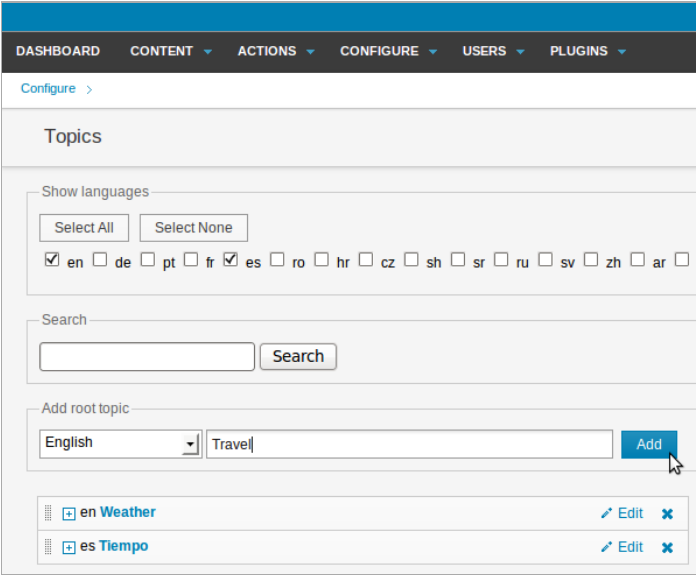 DASHBOARD CONTENT ACTIONS CONFIGURE USERS PLUGINS
Configure >
Topics
Show languages
Select All Select None
en de pt fr es ro hr cz sh sr ru sv zh ar
Search
Search
Add root topic
English Travel Add
en Weather Edit
es Tiempo Edit